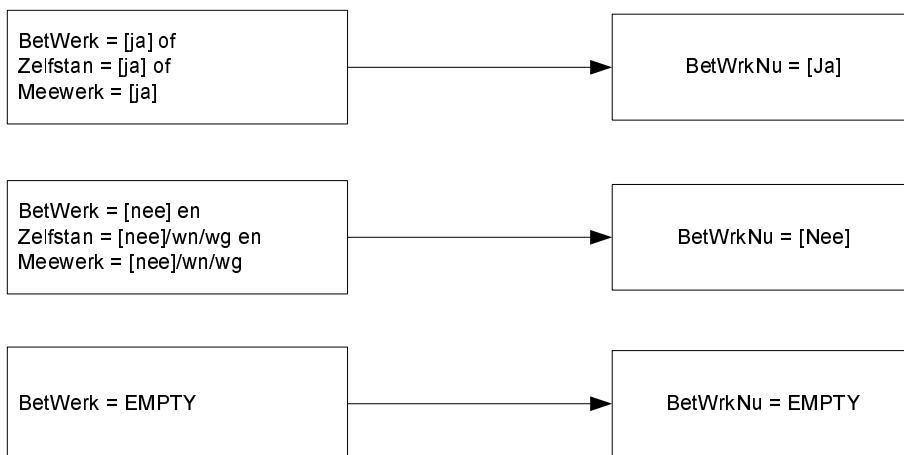 BetWerk = [ja] of
Zelfstan = [ja] of
Meewerk = [ja]
BetWrkNu = [Ja]
BetWerk = [nee] en
Zelfstan = [nee]/wn/wg en
Meewerk = [nee]/wn/wg
BetWrkNu = [Nee]
BetWerk = EMPTY
BetWrkNu = EMPTY